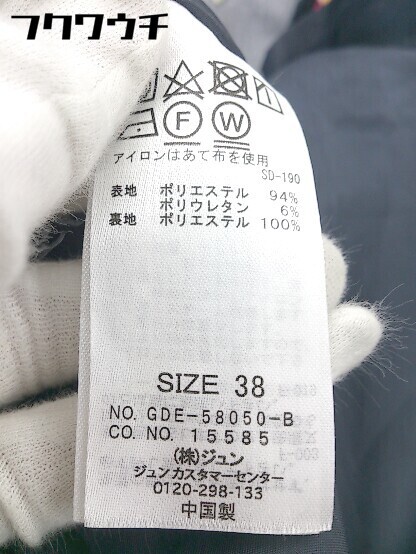 フクワウチ
F W
アイロンはあて布を使用
SD-190
表地 ポリエステル 94%
ポリウレタン 6%
裏地 ポリエステル 100%
SIZE 38
NO. GDE-58050-B
CO. NO. 15585
(株)ジュン
ジュンカスタマーセンター
0120-298-133
中国製